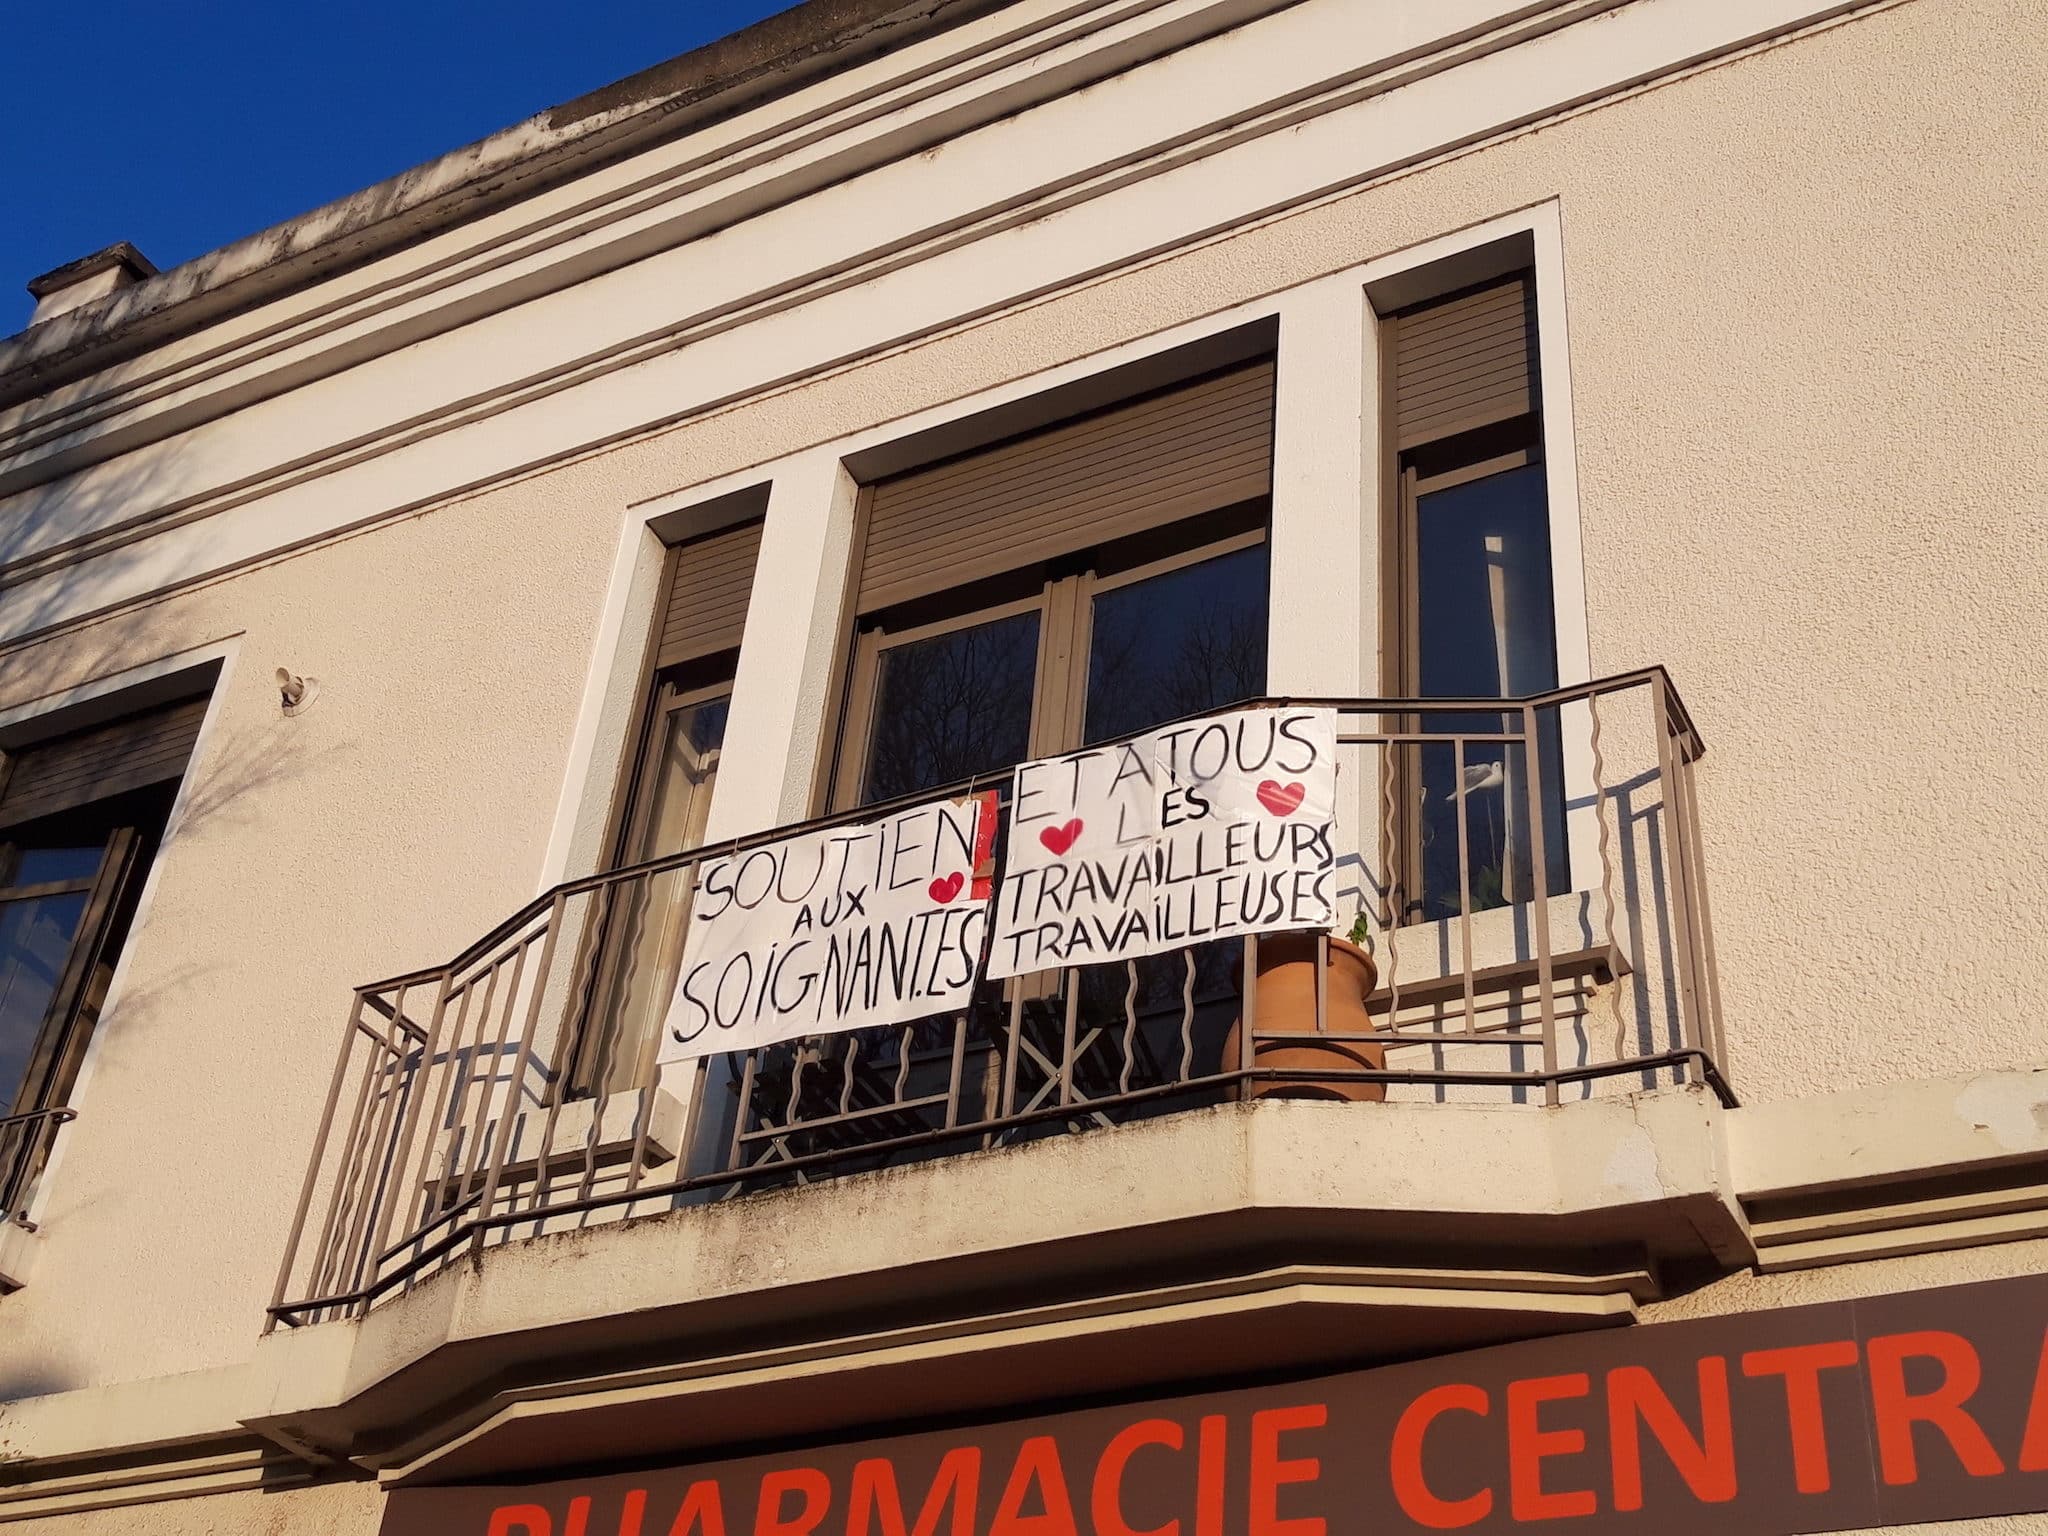 SOUTiEN
AUX
SOiGNANT.ES
ET À TOUS
LES
TRAVAiLLEURS
TRAVAiLLEUSES
PHARMACIE CENTRA